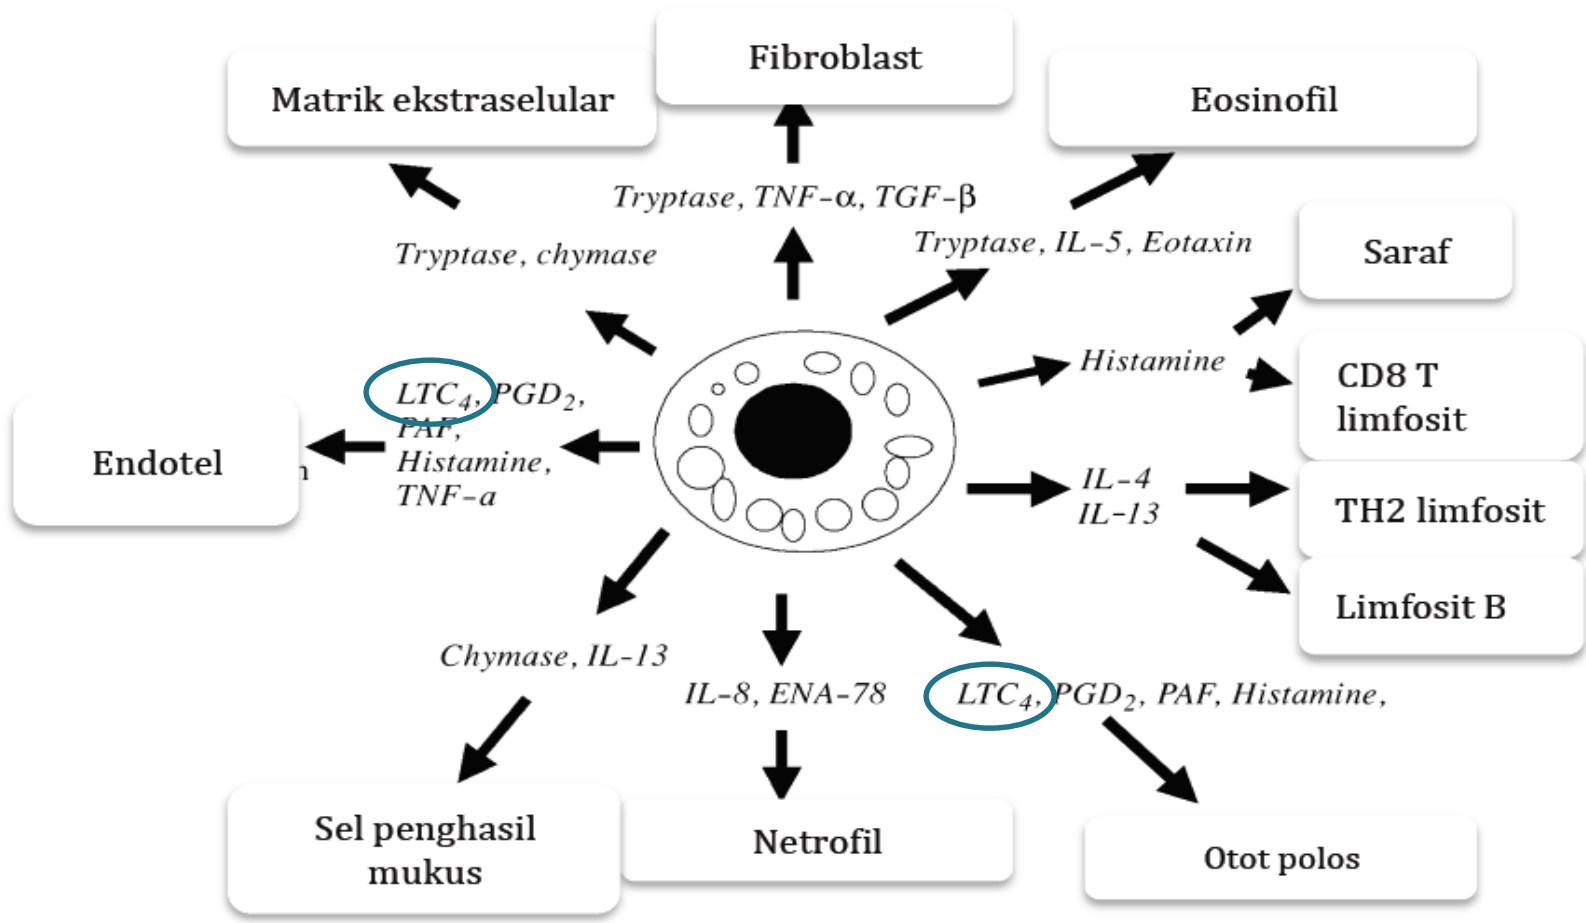 Fibroblast
Matrik ekstraselular
Eosinofil
Tryptase, TNF-α, TGF-β
Tryptase, chymase
Tryptase, IL-5, Eotaxin
Saraf
Histamine
CD8 T
limfosit
LTC₄, PGD₂,
PAF,
Histamine,
TNF-a
Endotel
n
IL-4
IL-13
TH2 limfosit
Limfosit B
Chymase, IL-13
IL-8, ENA-78
LTC₄, PGD₂, PAF, Histamine,
Sel penghasil
mukus
Netrofil
Otot polos